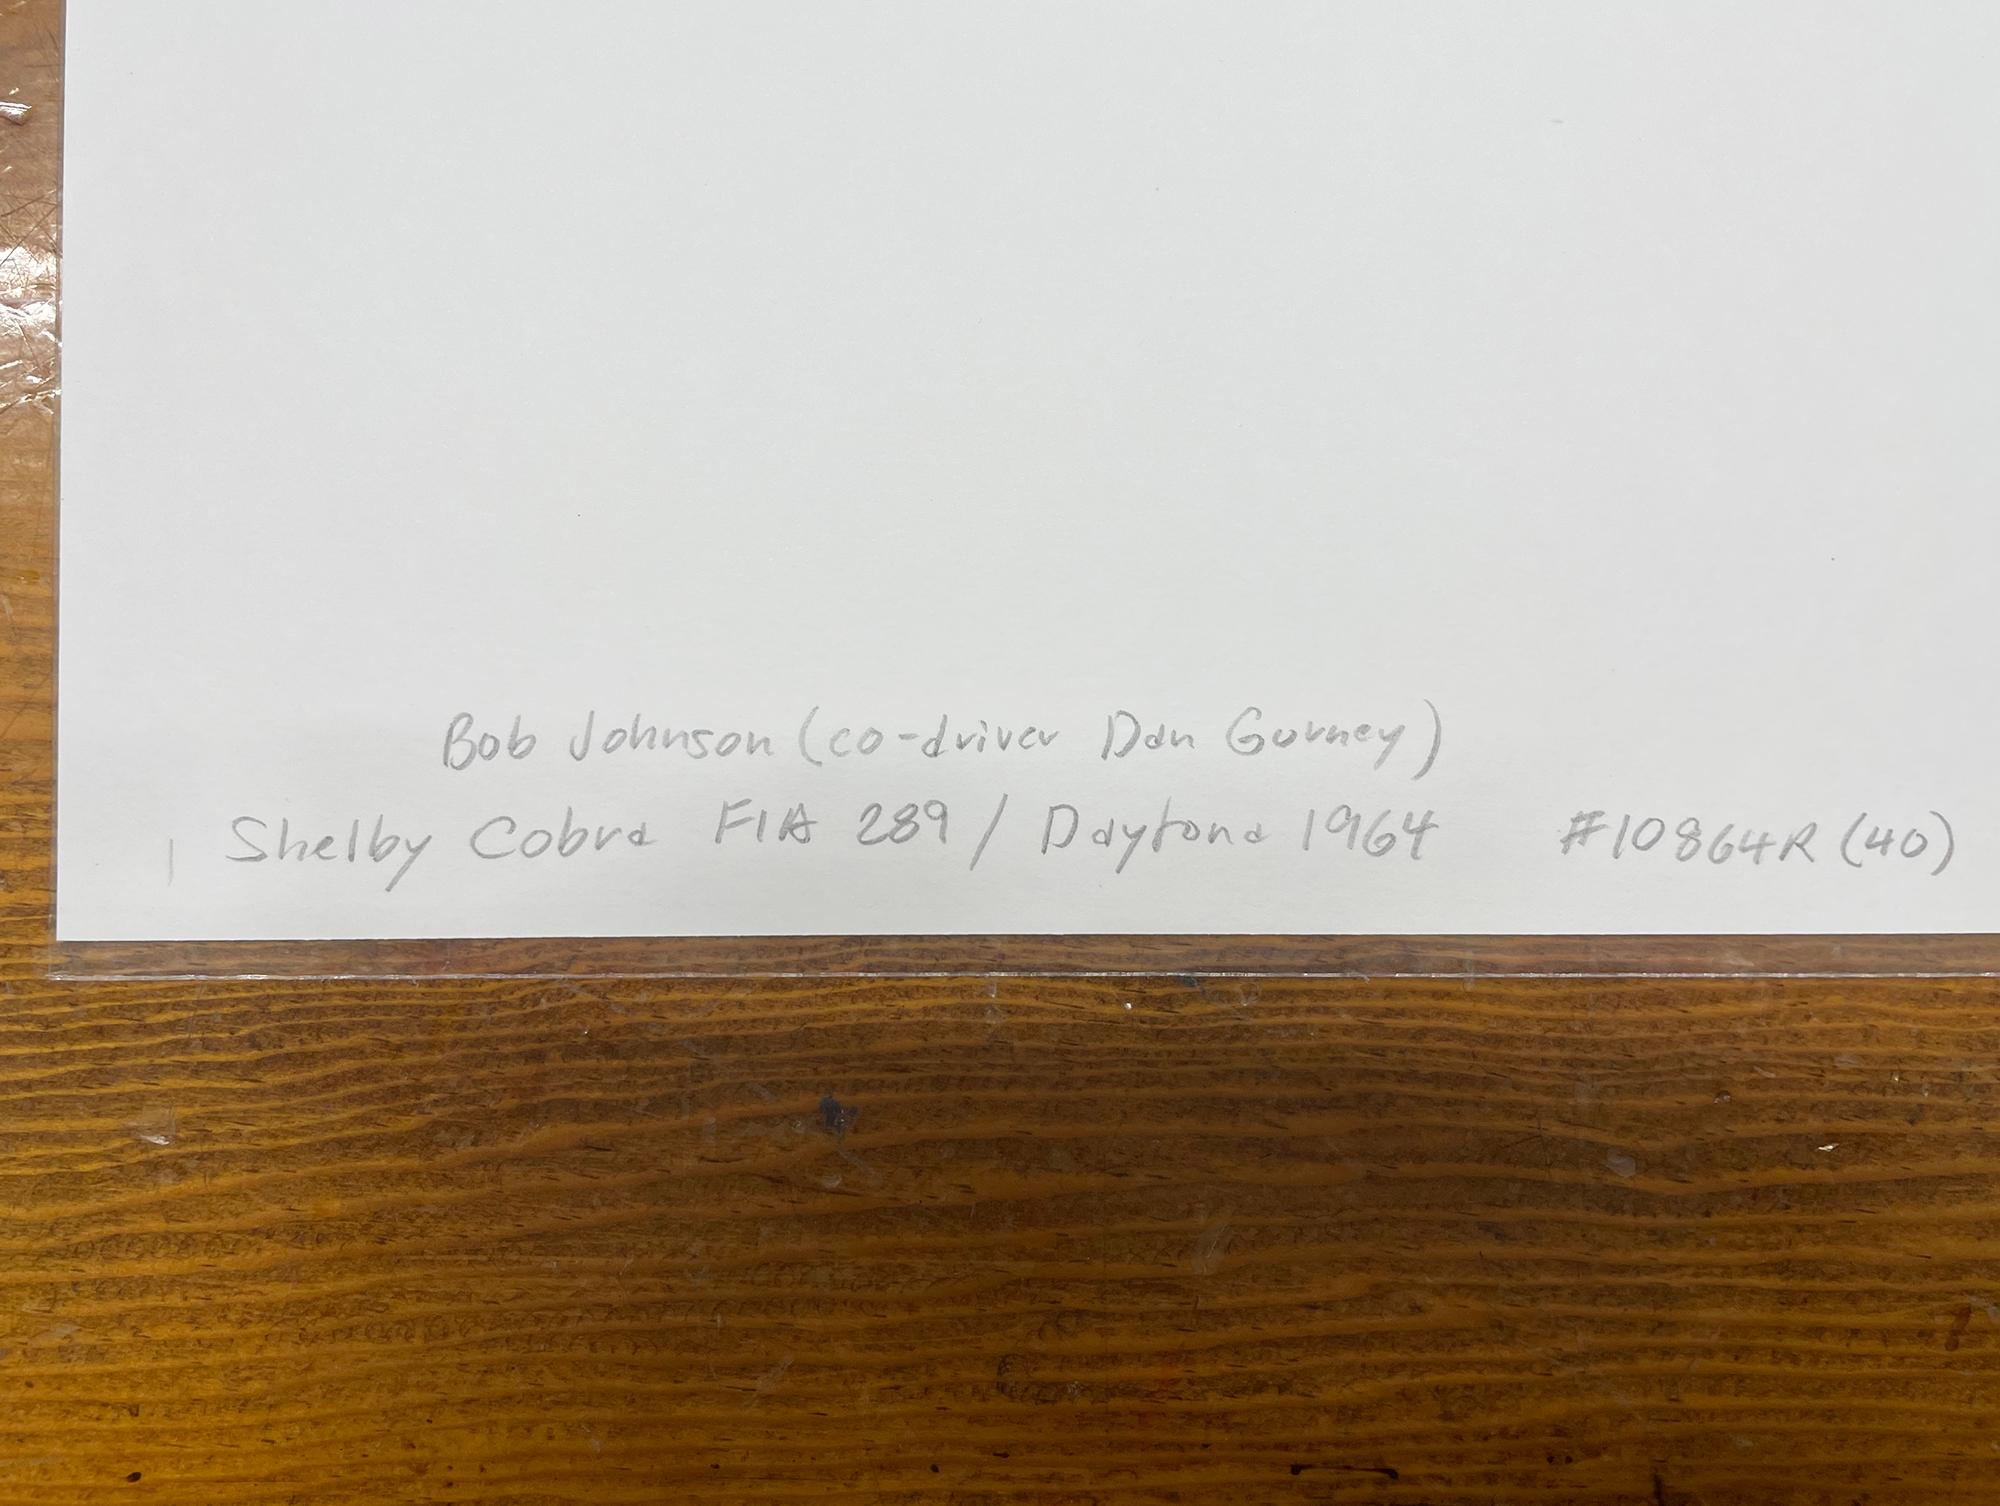 Bob Johnson (co-driver Dan Gurney)
Shelby Cobra FIA 289 / Daytona 1964 #10864R (40)